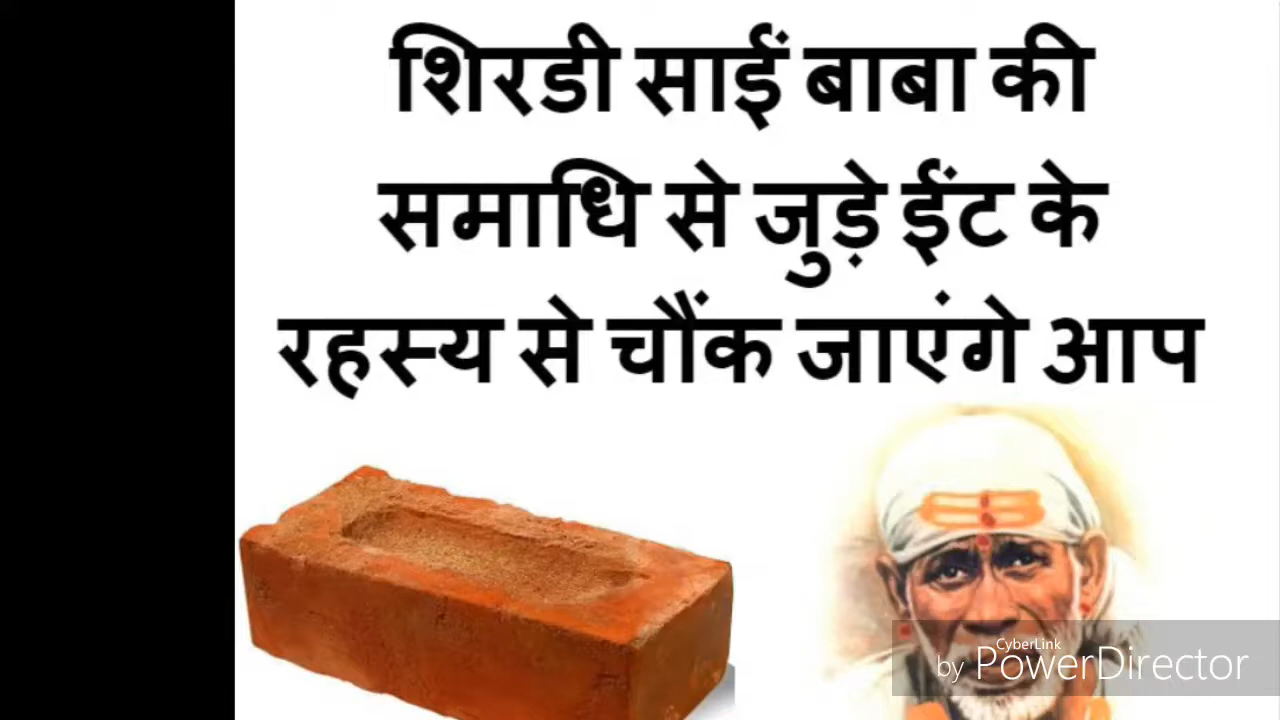 शिरडी साईं बाबा की
समाधि से जुड़े ईंट के
रहस्य से चौंक जाएंगे आप
CyberLink
by PowerDirector